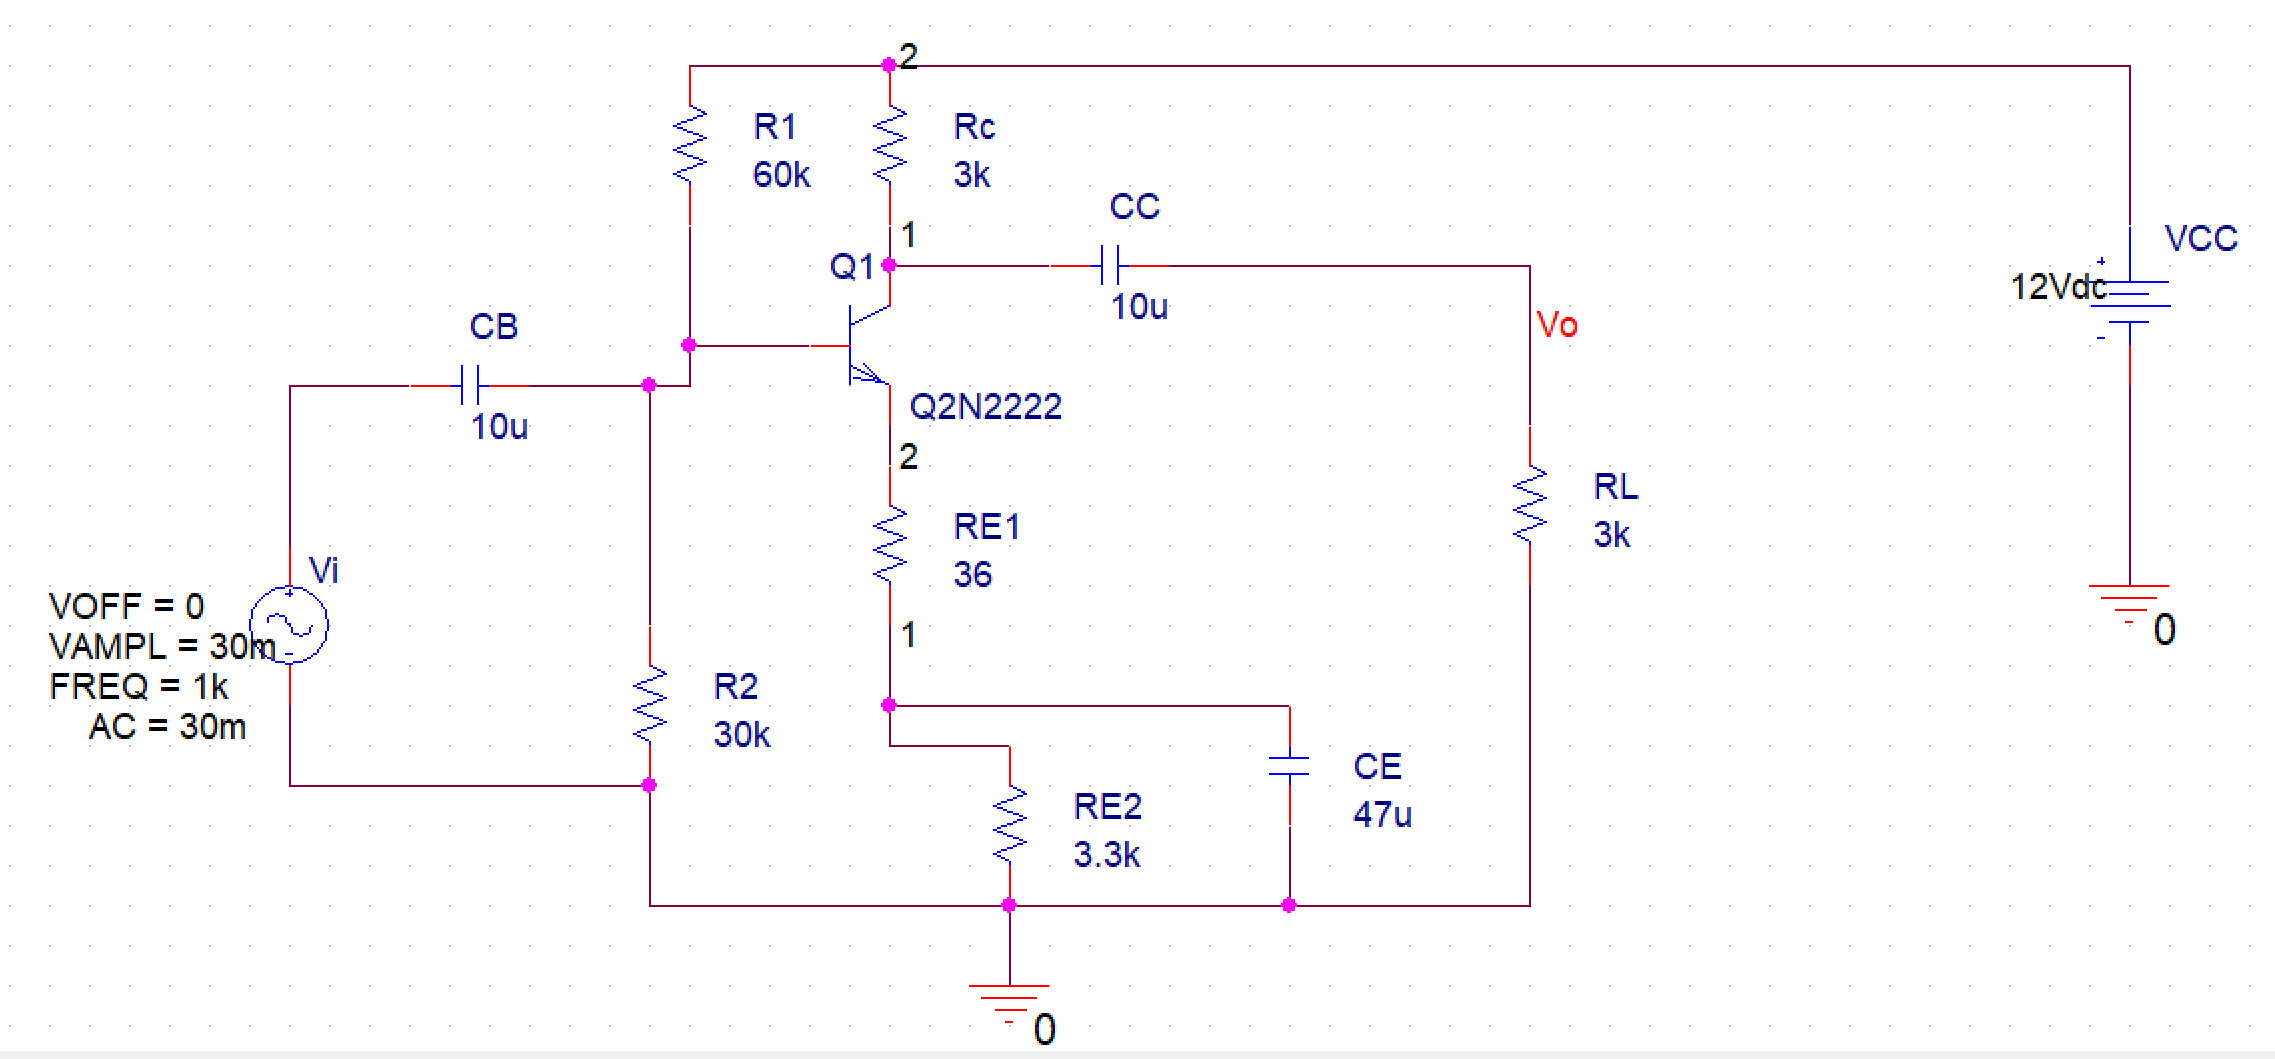 2
R1
60k
Rc
3k
1
CC
10u
Q1
VCC
12Vdc
+
-
CB
10u
Vo
Q2N2222
2
RE1
36
1
RL
3k
Vi
VOFF = 0
VAMPL = 30m
FREQ = 1k
AC = 30m
+
-
R2
30k
0
CE
47u
RE2
3.3k
0